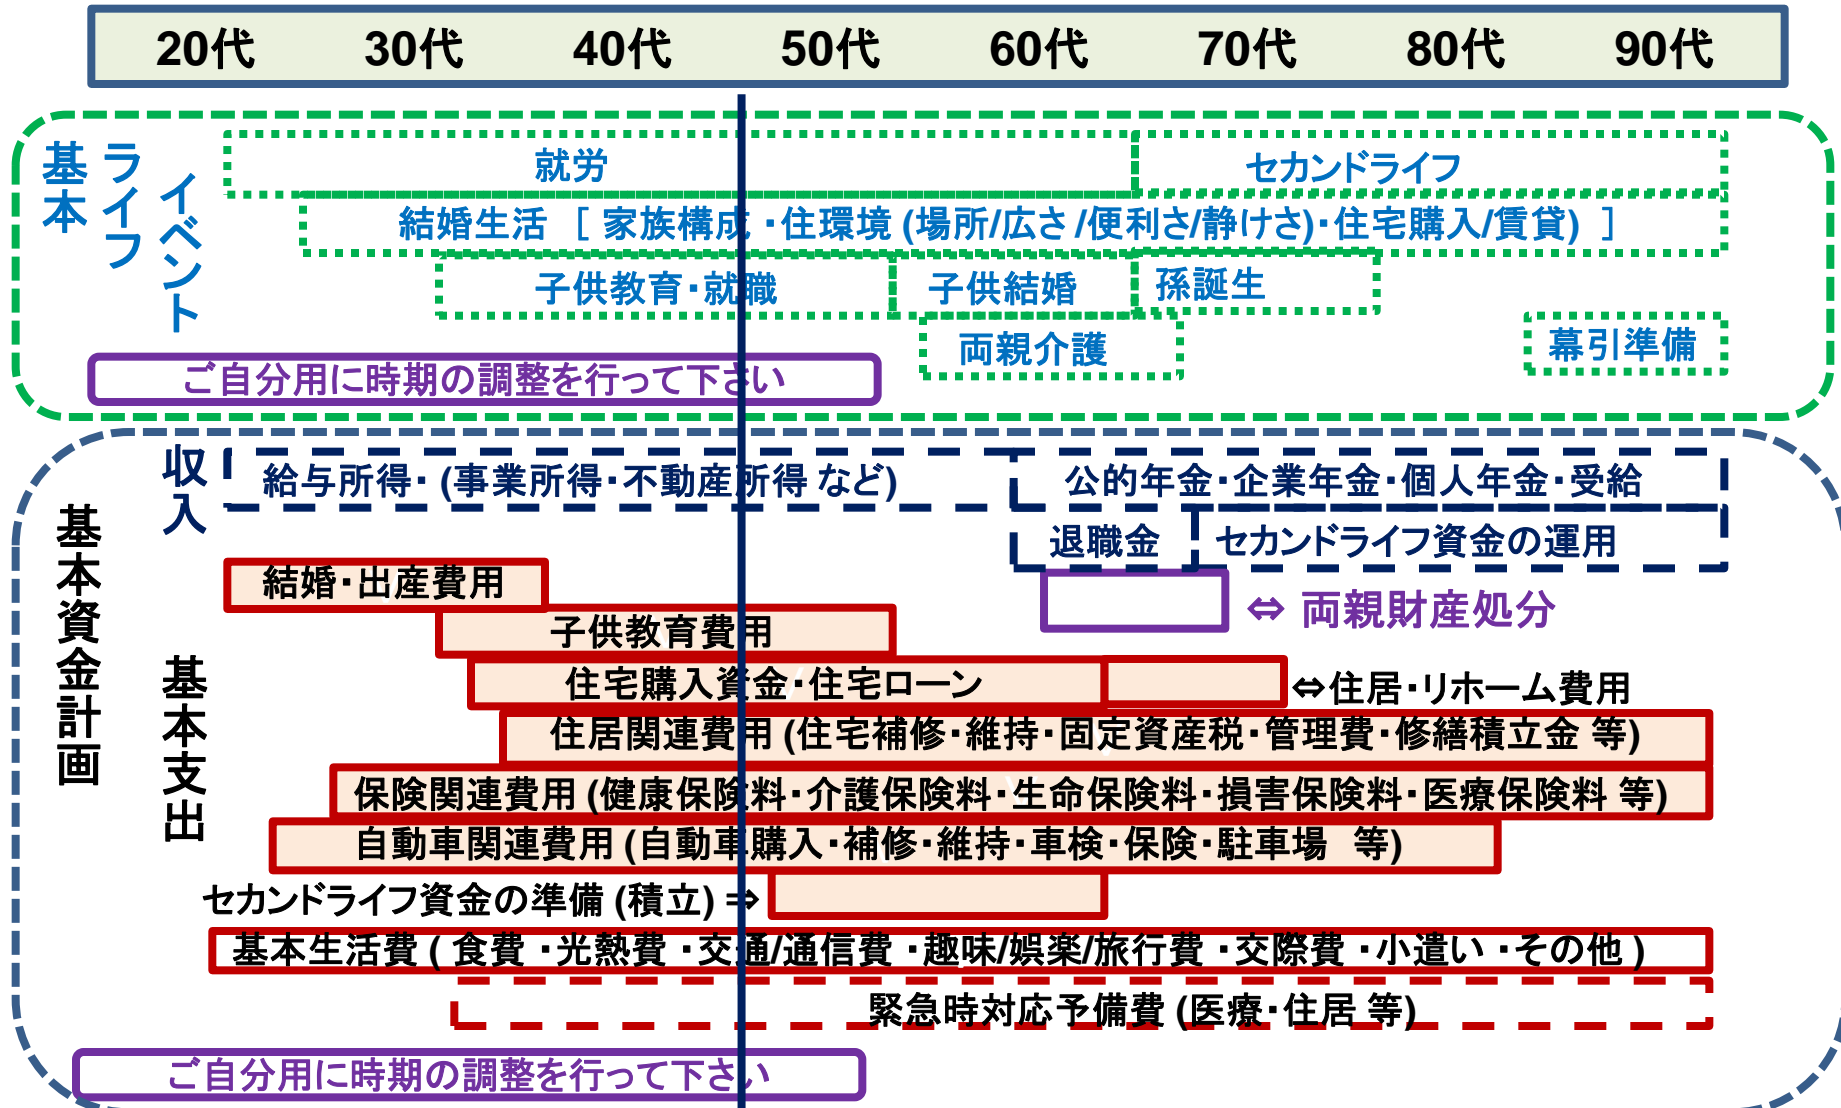 20代 30代 40代 50代 60代 70代 80代 90代
基本
ライフ
イベント
就労
セカンドライフ
結婚生活 [ 家族構成 ・住環境 (場所/広さ /便利さ/静けさ)・住宅購入/賃貸) ]
子供教育・就職
子供結婚
孫誕生
両親介護
幕引準備
ご自分用に時期の調整を行って下さい
基本資金計画
収入
給与所得・ (事業所得・不動産所得 など)
公的年金・企業年金・個人年金・受給
退職金
セカンドライフ資金の運用
⇔ 両親財産処分
基本支出
結婚・出産費用
子供教育費用
住宅購入資金・住宅ローン
⇔住居・リホーム費用
住居関連費用 (住宅補修・維持・固定資産税・管理費・修繕積立金 等)
保険関連費用 (健康保険料・介護保険料・生命保険料・損害保険料・医療保険料 等)
自動車関連費用 (自動車購入・補修・維持・車検・保険・駐車場 等)
セカンドライフ資金の準備 (積立) ⇒
基本生活費 ( 食費 ・光熱費 ・交通/通信費 ・趣味/娯楽/旅行費 ・交際費 ・小遣い ・その他 )
緊急時対応予備費 (医療・住居 等)
ご自分用に時期の調整を行って下さい